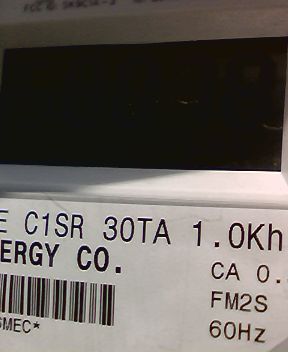 E C1SR 30TA 1.0Kh
ERGY CO.
CA 0.
FM2S
SMEC*
60Hz